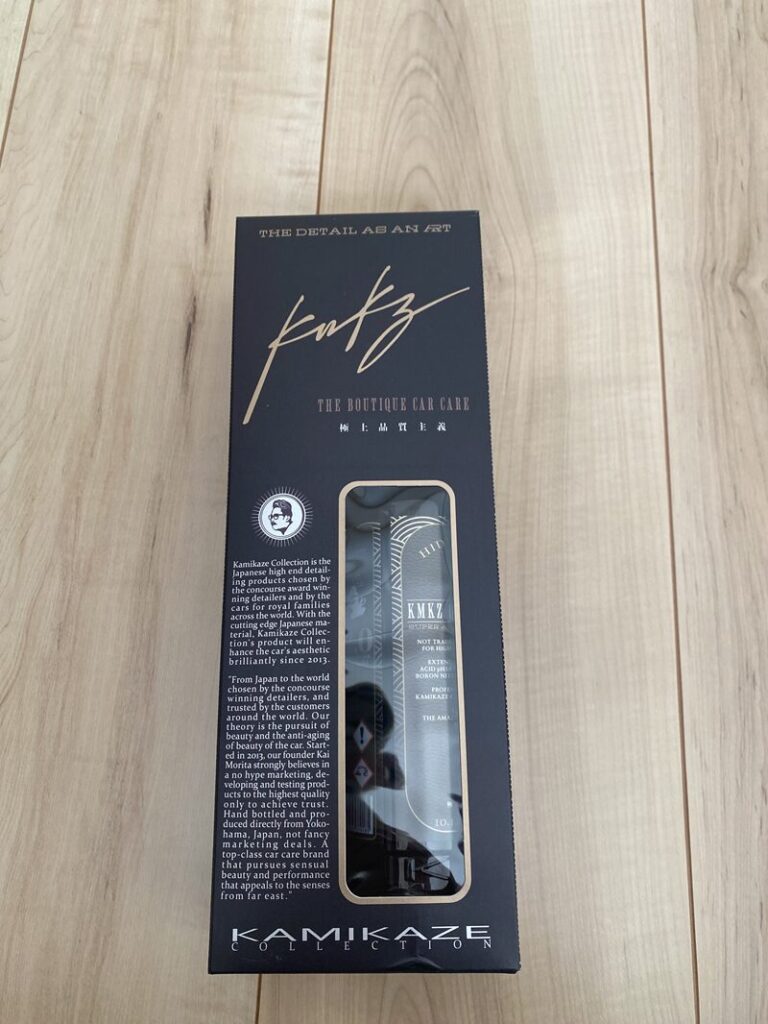 THE DETAIL AS AN ART
kmkz
THE BOUTIQUE CAR CARE
極上品質主義
Kamikaze Collection is the
Japanese high end detail-
ing products chosen by
the concourse award win-
ning detailers and by the
cars for royal families
across the world. With the
cutting edge Japanese ma-
terial, Kamikaze Collec-
tion's product will en-
hance the car's aesthetic
brilliantly since 2013.
"From Japan to the world
chosen by the concourse
winning detailers, and
trusted by the customers
around the world. Our
theory is the pursuit of
beauty and the anti-aging
of beauty of the car. Start-
ed in 2013, our founder Kai
Morita strongly believes in
a no hype marketing, de-
veloping and testing prod-
ucts to the highest quality
only to achieve trust.
Hand bottled and pro-
duced directly from Yoko-
hama, Japan, not fancy
marketing deals. A
top-class car care brand
that pursues sensual
beauty and performance
that appeals to the senses
from far east."
KMKZ
SUPER
NOT
FOR
ACID
BORON
KAMIKAZE
THE
KAMIKAZE
COLLECTION